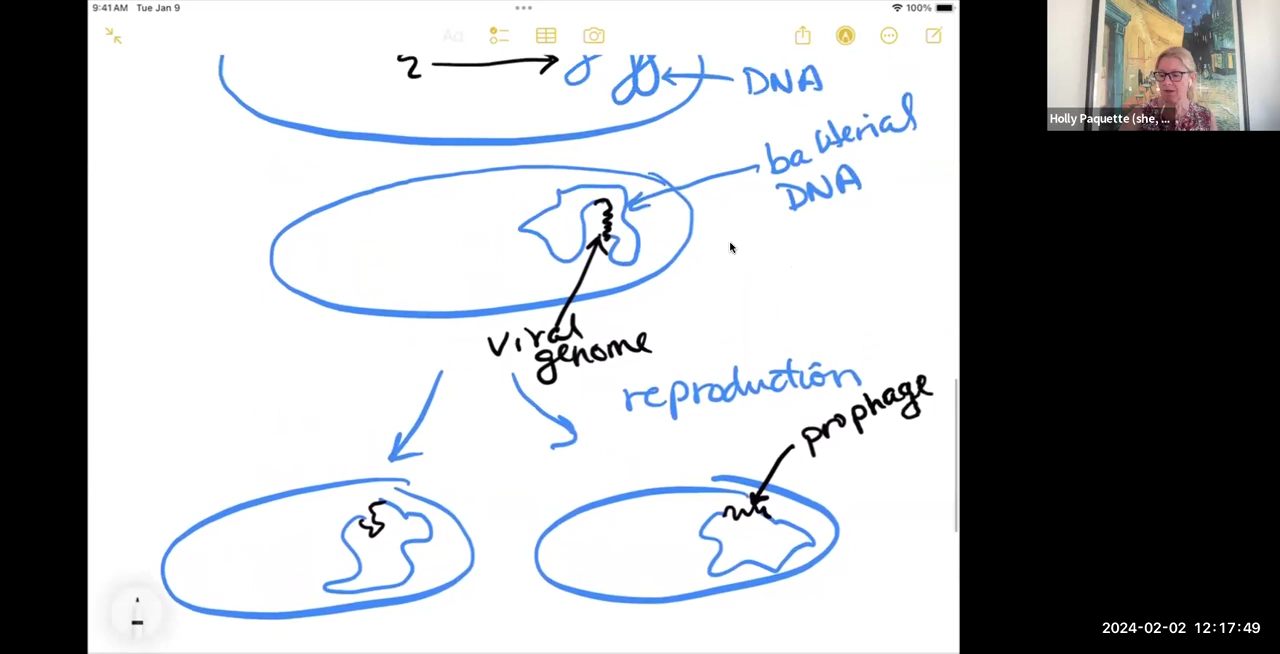 9:41 AM Tue Jan 9
100%
Aa
2
DNA
bacterial
DNA
viral
genome
reproduction
prophage
Holly Paquette (she, ...
2024-02-02 12:17:49